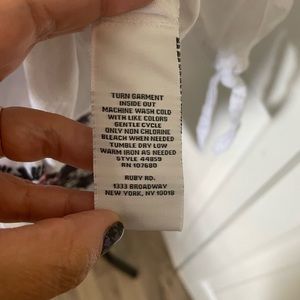 TURN GARMENT
INSIDE OUT
MACHINE WASH COLD
WITH LIKE COLORS
GENTLE CYCLE
ONLY NON CHLORINE
BLEACH WHEN NEEDED
TUMBLE DRY LOW
WARM IRON AS NEEDED
STYLE 44859
RN 107680
RUBY RD.
1333 BROADWAY
NEW YORK, NY 10018